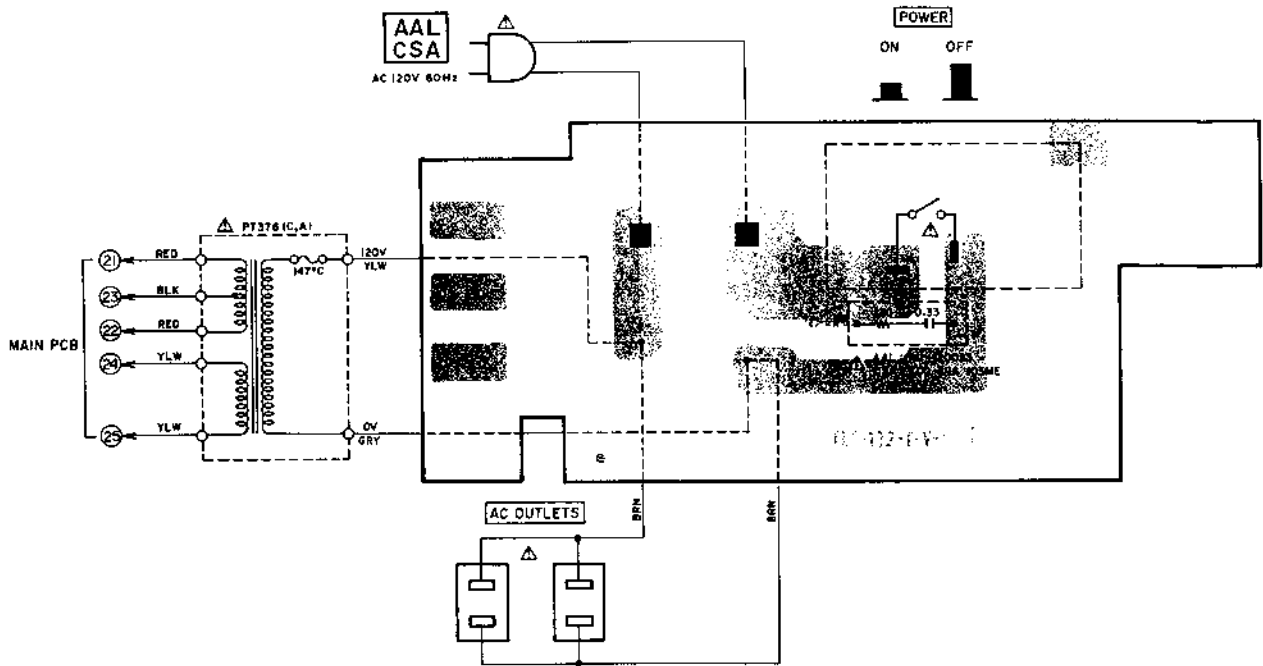 POWER
ON OFF
AAL
CSA
AC 120V 60Hz
PT376 (C,A)
RED
BLK
RED
YLW
YLW
21
23
22
24
25
MAIN PCB
147°C
120V
YLW
0V
GRY
0.33
BRN
BRN
AC OUTLETS